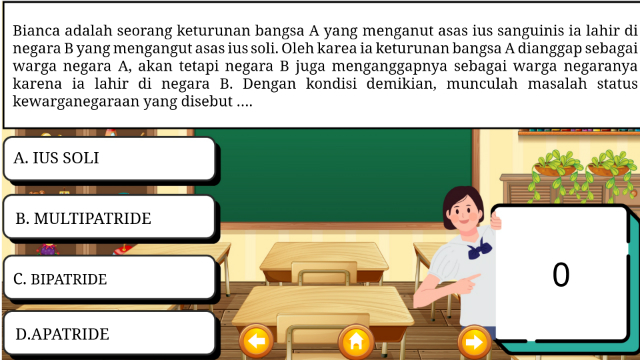 Bianca adalah seorang keturunan bangsa A yang menganut asas ius sanguinis ia lahir di
negara B yang mengangut asas ius soli. Oleh karea ia keturunan bangsa A dianggap sebagai
warga negara A, akan tetapi negara B juga menganggapnya sebagai warga negaranya
karena ia lahir di negara B. Dengan kondisi demikian, munculah masalah status
kewarganegaraan yang disebut ....
A. IUS SOLI
B. MULTIPATRIDE
C. BIPATRIDE
D.APATRIDE
0